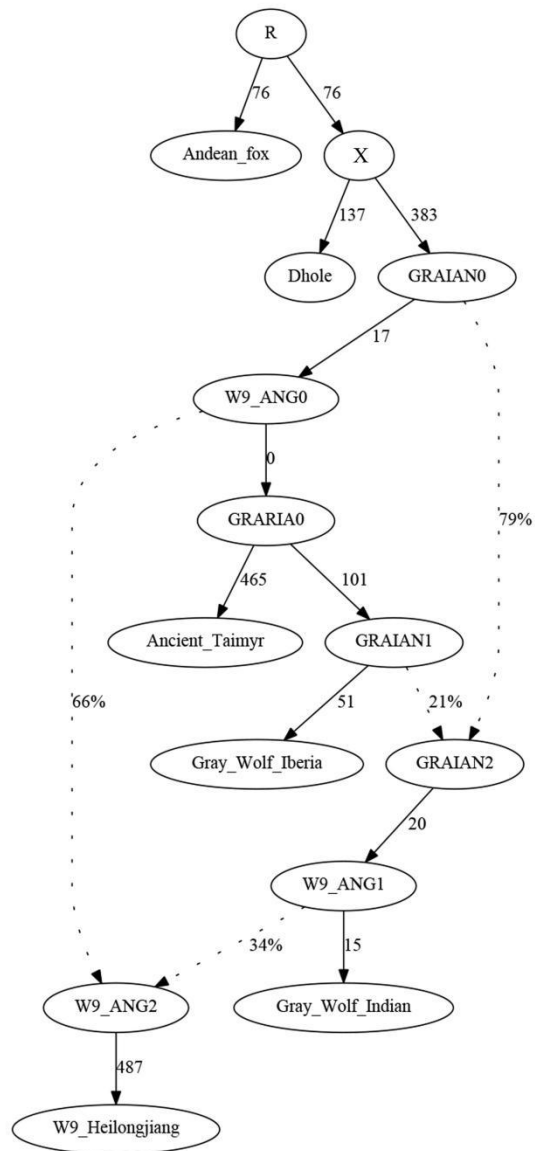 R
76
76
Andean_fox
X
137
383
Dhole
GRAIAN0
17
W9_ANG0
0
79%
GRARIA0
465
101
Ancient_Taimyr
GRAIAN1
66%
51
21%
Gray_Wolf_Iberia
GRAIAN2
20
W9_ANG1
34%
15
W9_ANG2
Gray_Wolf_Indian
487
W9_Heilongjiang